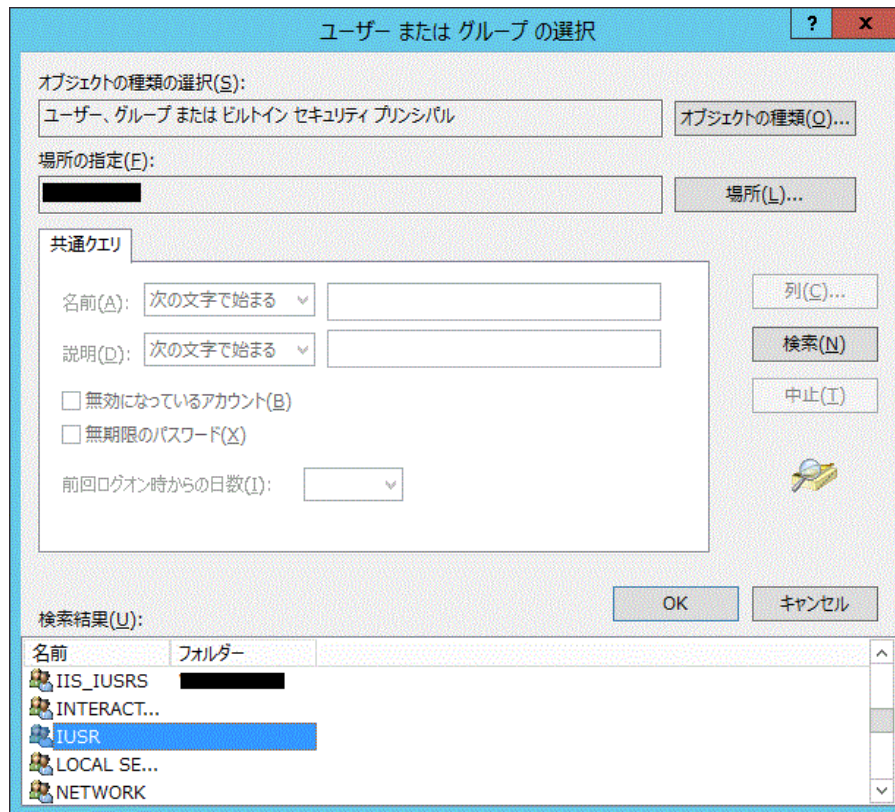 ユーザー または グループ の選択
?
x
オブジェクトの種類の選択(S):
ユーザー、グループ または ビルトイン セキュリティ プリンシパル
オブジェクトの種類(O)...
場所の指定(F):
場所(L)...
共通クエリ
名前(A): 次の文字で始まる
列(C)...
説明(D): 次の文字で始まる
検索(N)
無効になっているアカウント(B)
中止(T)
無期限のパスワード(X)
前回ログオン時からの日数(I):
OK
キャンセル
検索結果(U):
名前 フォルダー
IIS_IUSRS
INTERACT...
IUSR
LOCAL SE...
NETWORK